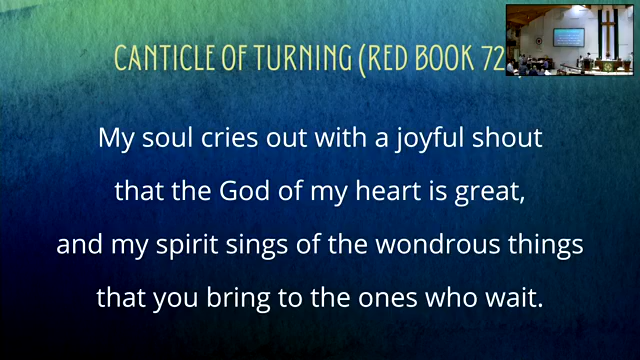 CANTICLE OF TURNING (RED BOOK 72
My soul cries out with a joyful shout
that the God of my heart is great,
and my spirit sings of the wondrous things
that you bring to the ones who wait.